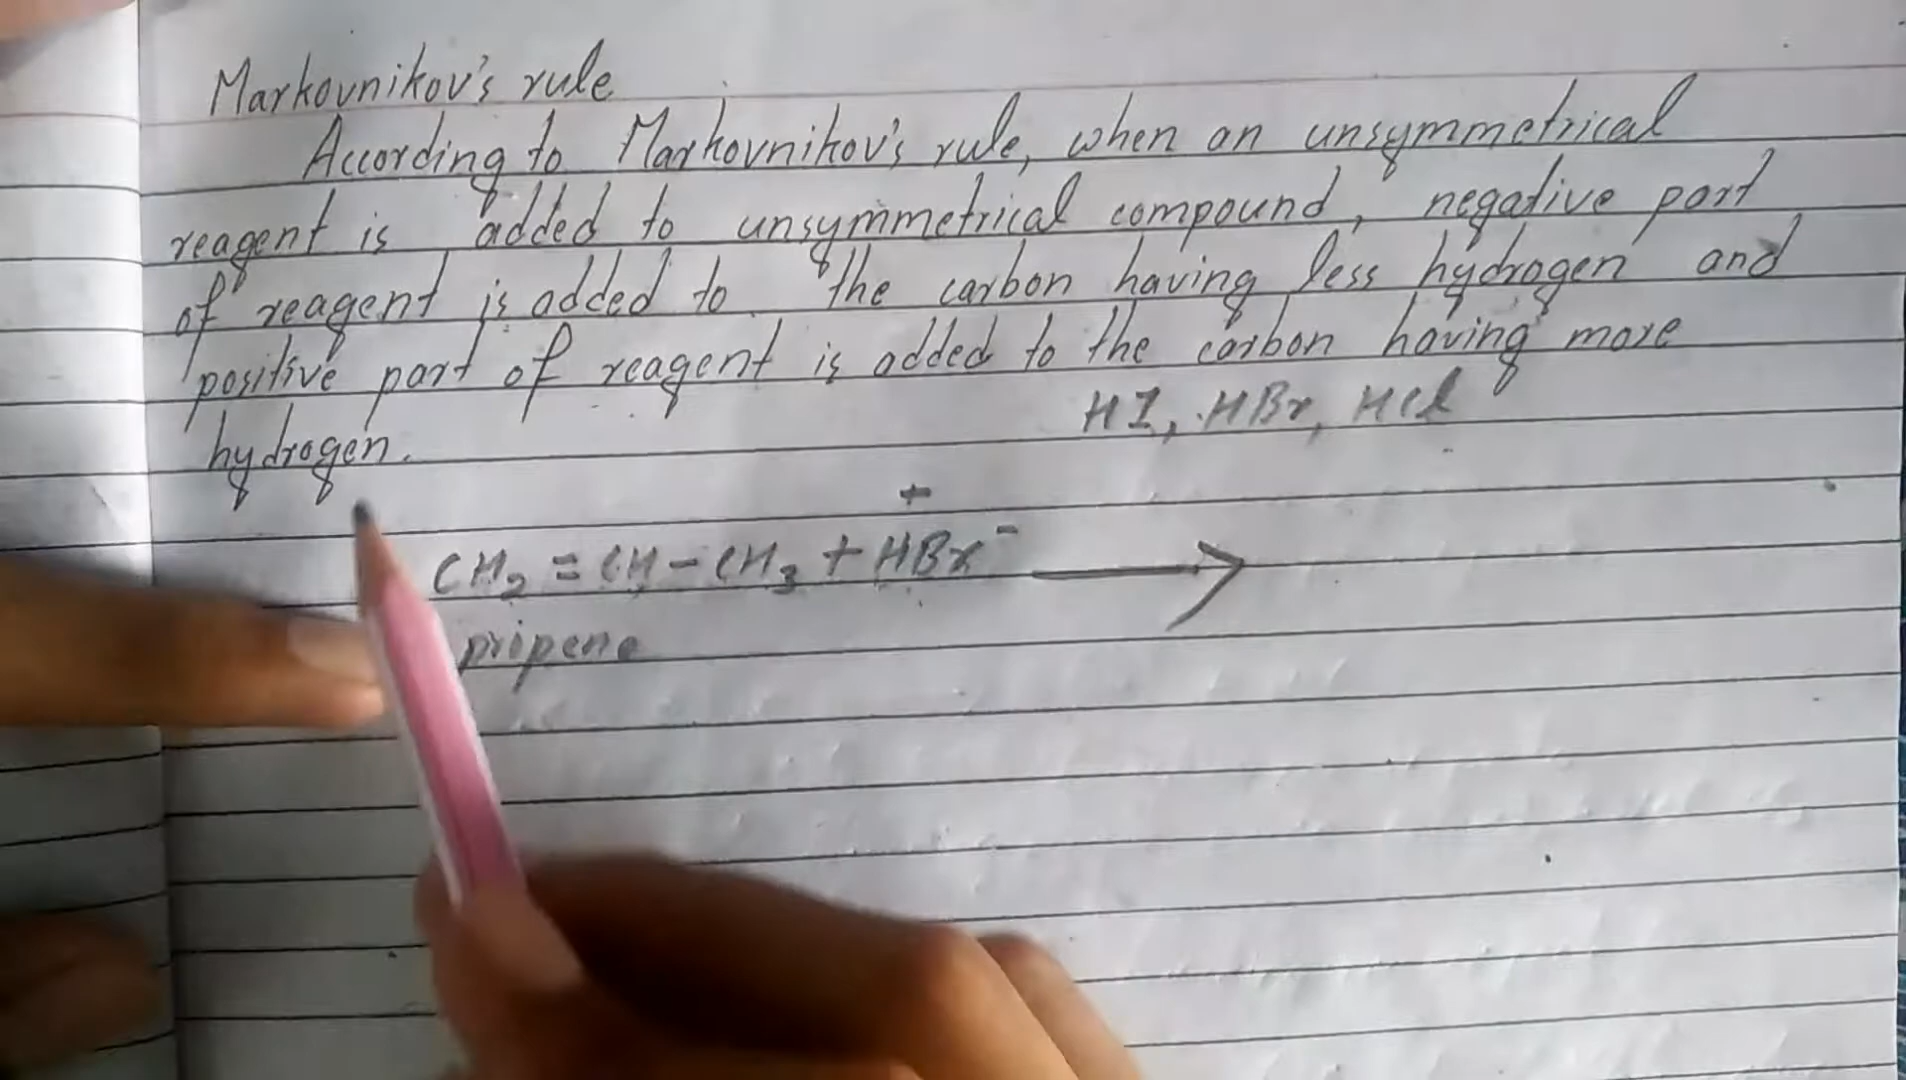 Markovnikov's rule
According to Markovnikov's rule, when an unsymmetrical
reagent is added to unsymmetrical compound, negative part
of reagent is added to the carbon having less hydrogen and
positive part of reagent is added to the carbon having more
hydrogen.
HI, HBr, HCl
+
CH₂ = CH - CH₃ + HBr⁻ ⟶
propene